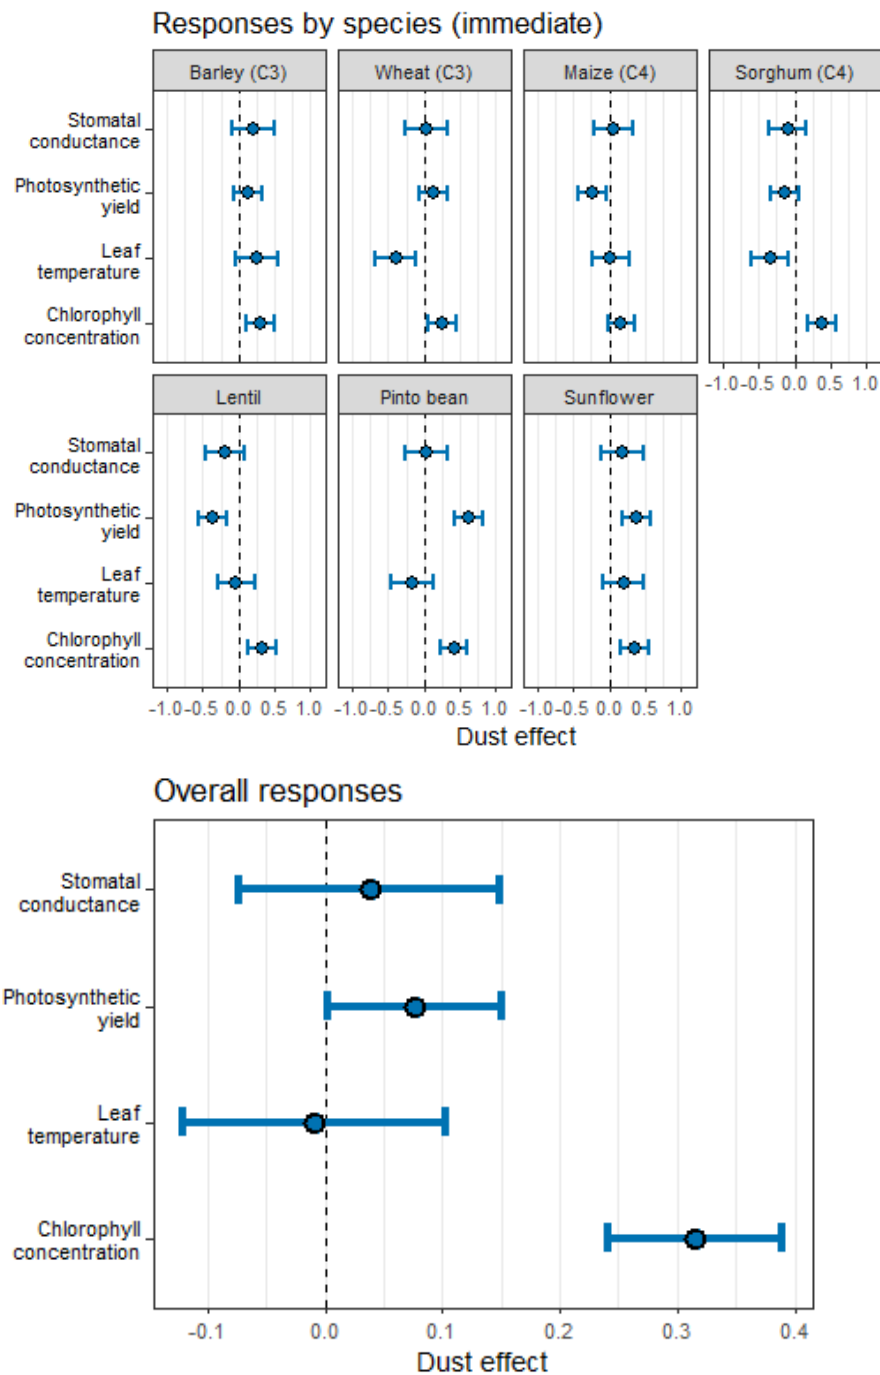 Responses by species (immediate)
Barley (C3) Wheat (C3) Maize (C4) Sorghum (C4)
Stomatal
conductance
Photosynthetic
yield
Leaf
temperature
Chlorophyll
concentration
-1.0 -0.5 0.0 0.5 1.0
Lentil Pinto bean Sunflower
Stomatal
conductance
Photosynthetic
yield
Leaf
temperature
Chlorophyll
concentration
-1.0 -0.5 0.0 0.5 1.0 -1.0 -0.5 0.0 0.5 1.0 -1.0 -0.5 0.0 0.5 1.0
Dust effect
Overall responses
Stomatal
conductance
Photosynthetic
yield
Leaf
temperature
Chlorophyll
concentration
-0.1 0.0 0.1 0.2 0.3 0.4
Dust effect